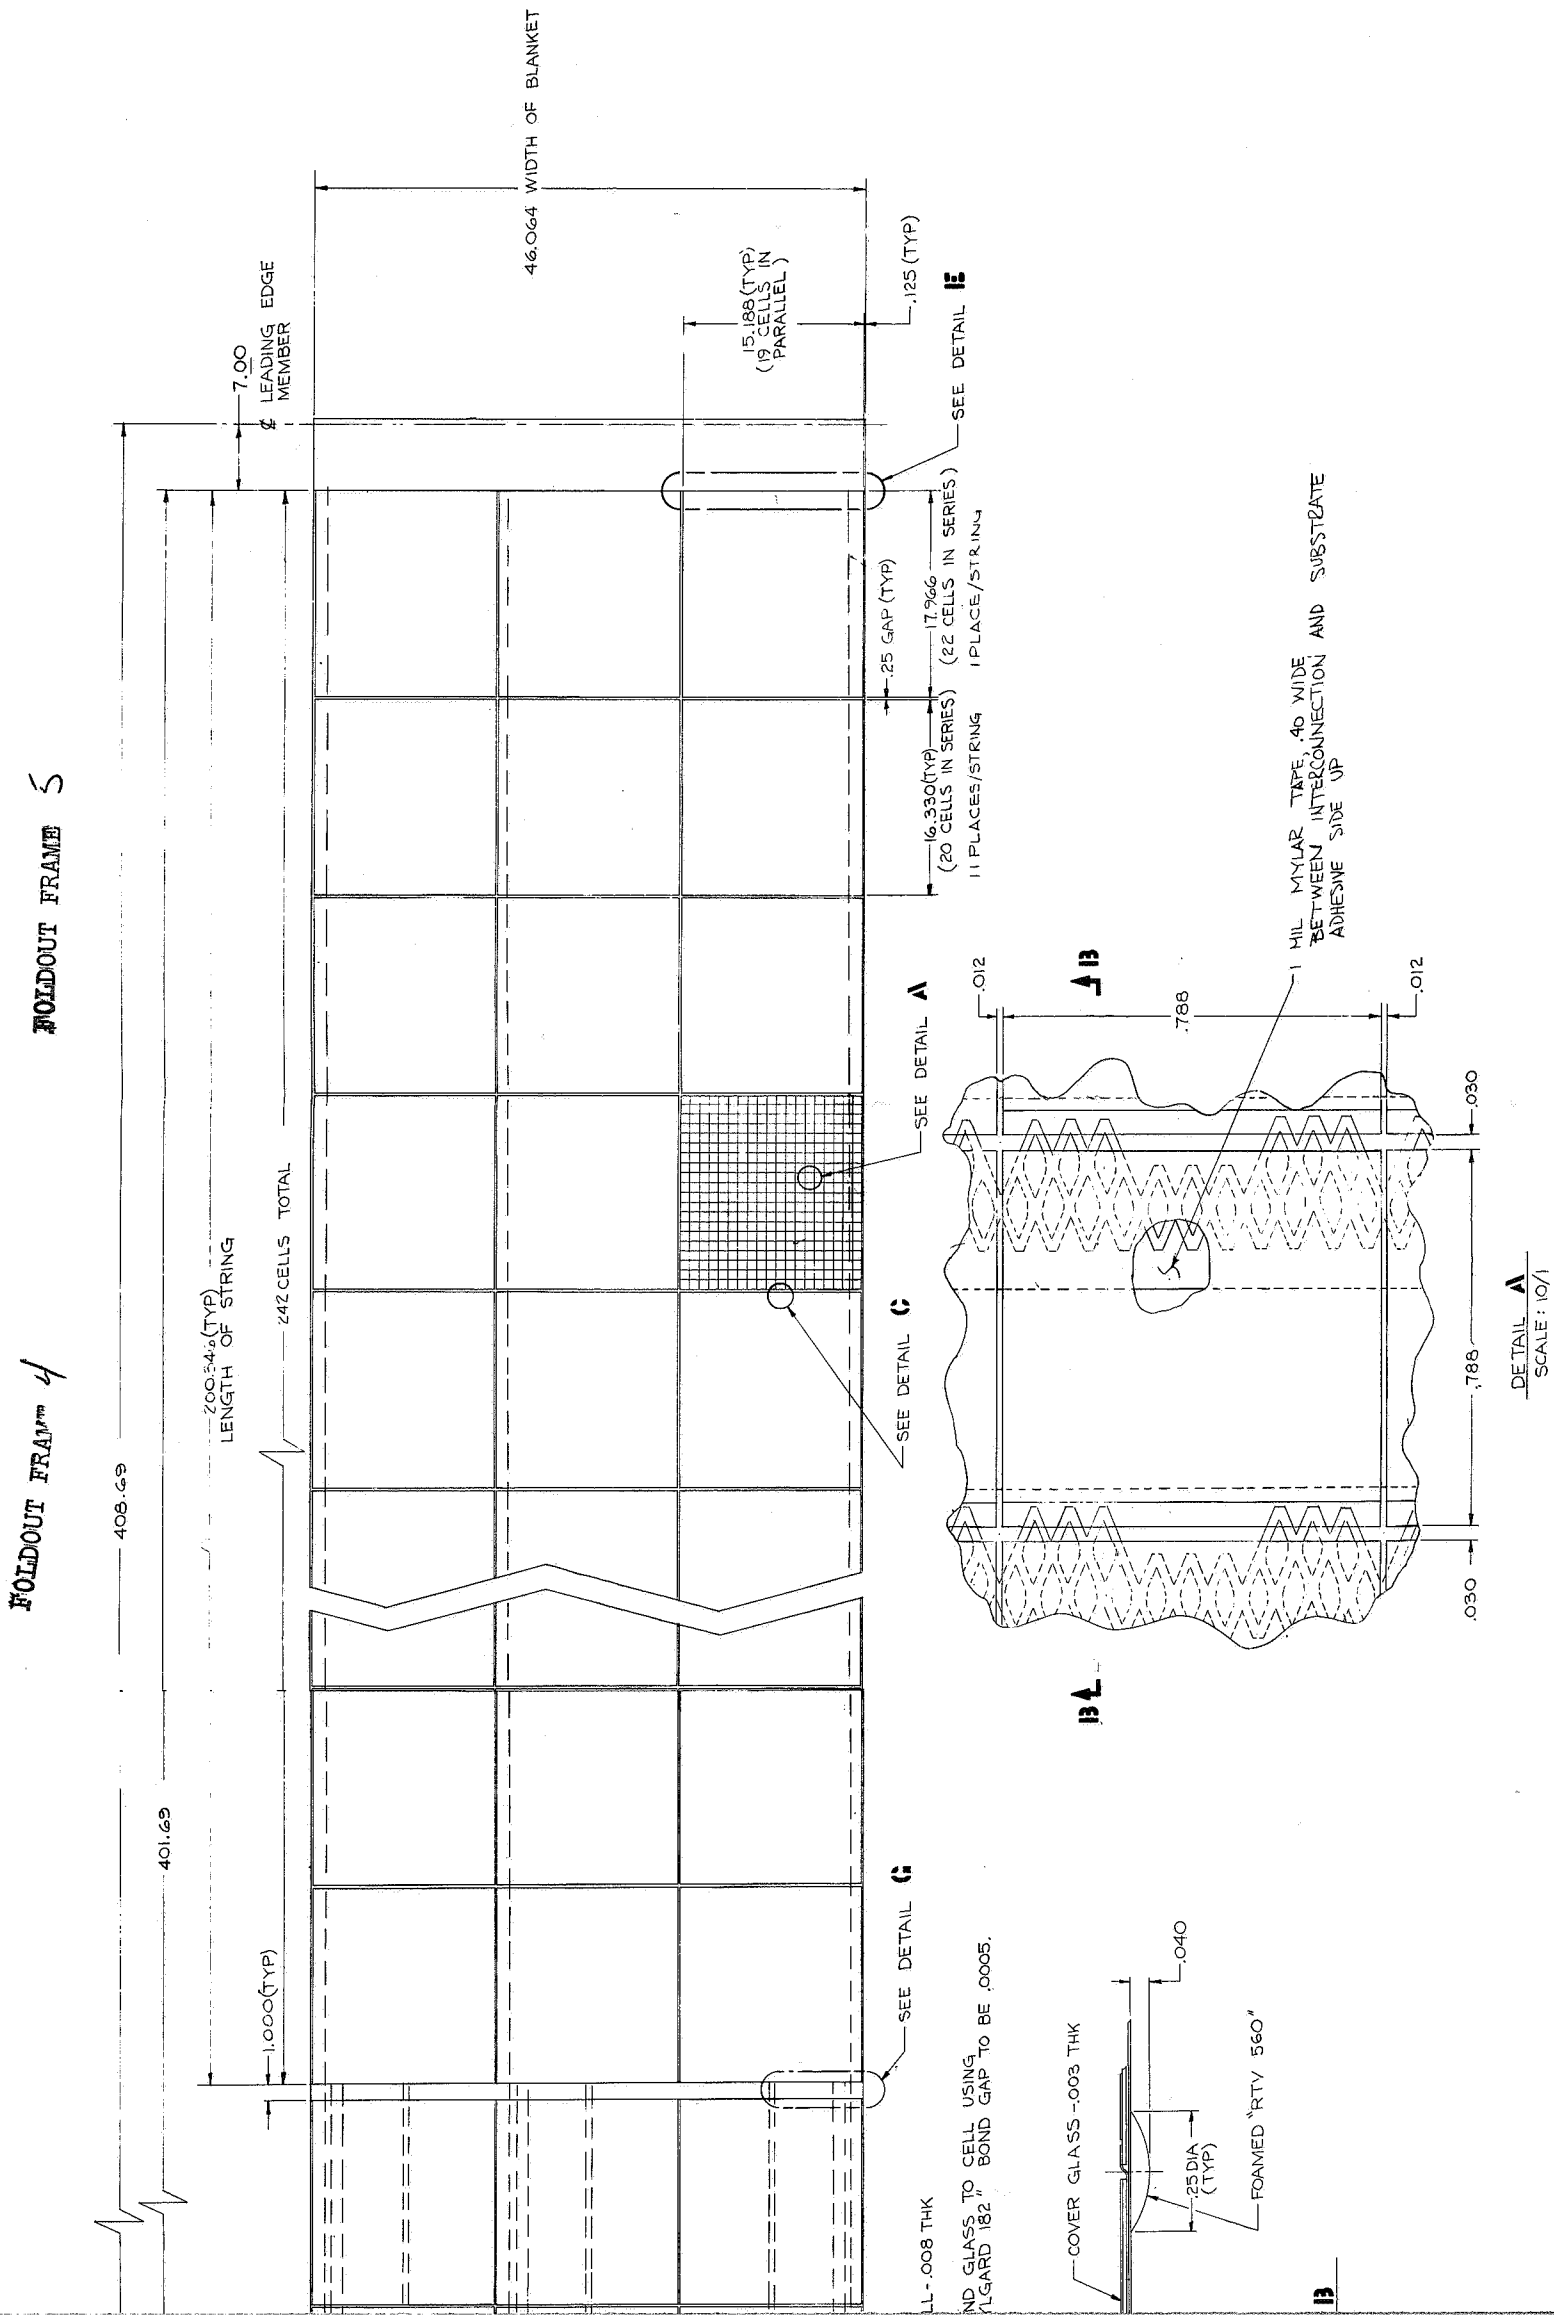 FOLDOUT FRAME 4
FOLDOUT FRAME 5
408.69
401.69
200.346(TYP)
LENGTH OF STRING
242 CELLS TOTAL
1.000(TYP)
7.00
℄ LEADING EDGE
MEMBER
46.064 WIDTH OF BLANKET
15.188(TYP)
(19 CELLS IN
PARALLEL)
.125(TYP)
SEE DETAIL E
.25 GAP(TYP)
17.966
(22 CELLS IN SERIES)
1 PLACE/STRING
16.330(TYP)
(20 CELLS IN SERIES)
11 PLACES/STRING
SEE DETAIL A
SEE DETAIL C
SEE DETAIL G
1 MIL MYLAR TAPE, .40 WIDE
BETWEEN INTERCONNECTION AND SUBSTRATE
ADHESIVE SIDE UP
B
B
.012
.788
.012
.030
.788
.030
DETAIL A
SCALE: 10/1
LL-.008 THK
ND GLASS TO CELL USING
LGARD 182" BOND GAP TO BE .0005.
COVER GLASS-.003 THK
.040
.25DIA
(TYP)
FOAMED "RTV 560"
B